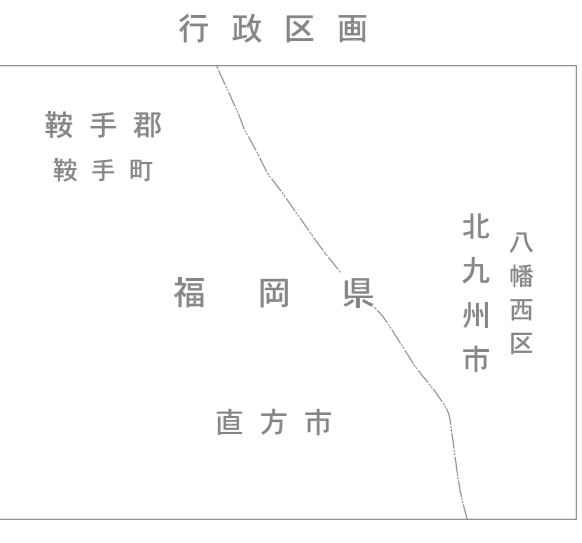 行政区画
鞍手郡
鞍手町
福岡県
北九州市
八幡西区
直方市